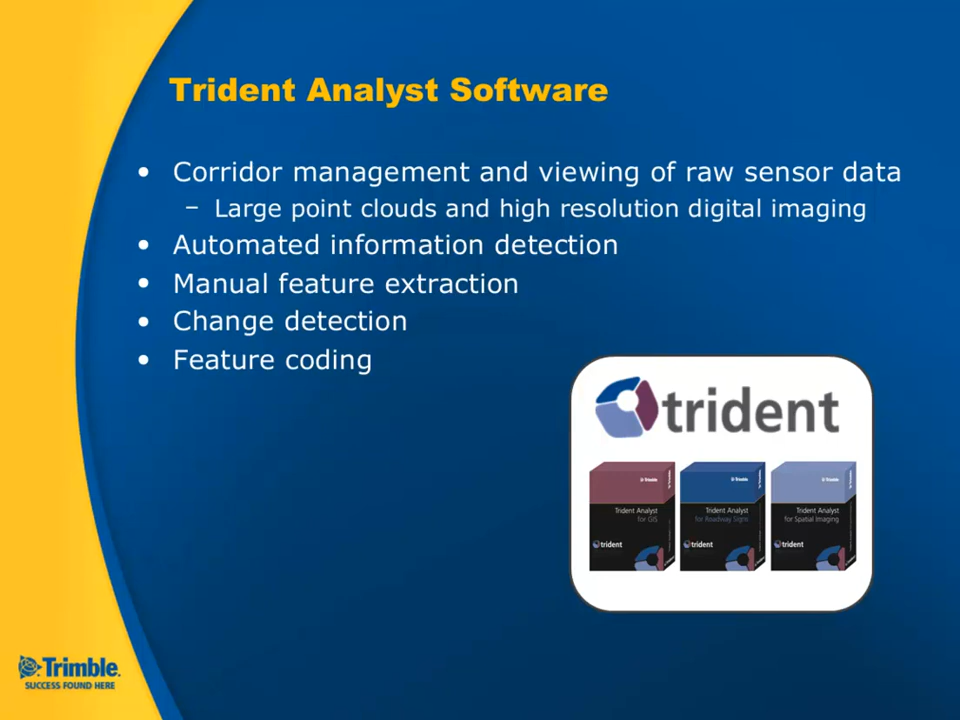 Trident Analyst Software
• Corridor management and viewing of raw sensor data
– Large point clouds and high resolution digital imaging
• Automated information detection
• Manual feature extraction
• Change detection
• Feature coding
trident
Trimble
Trident Analyst
for GIS
trident
Trimble
Trident Analyst
for Roadway Signs
trident
Trimble
Trident Analyst
for Spatial Imaging
trident
Trimble.
SUCCESS FOUND HERE